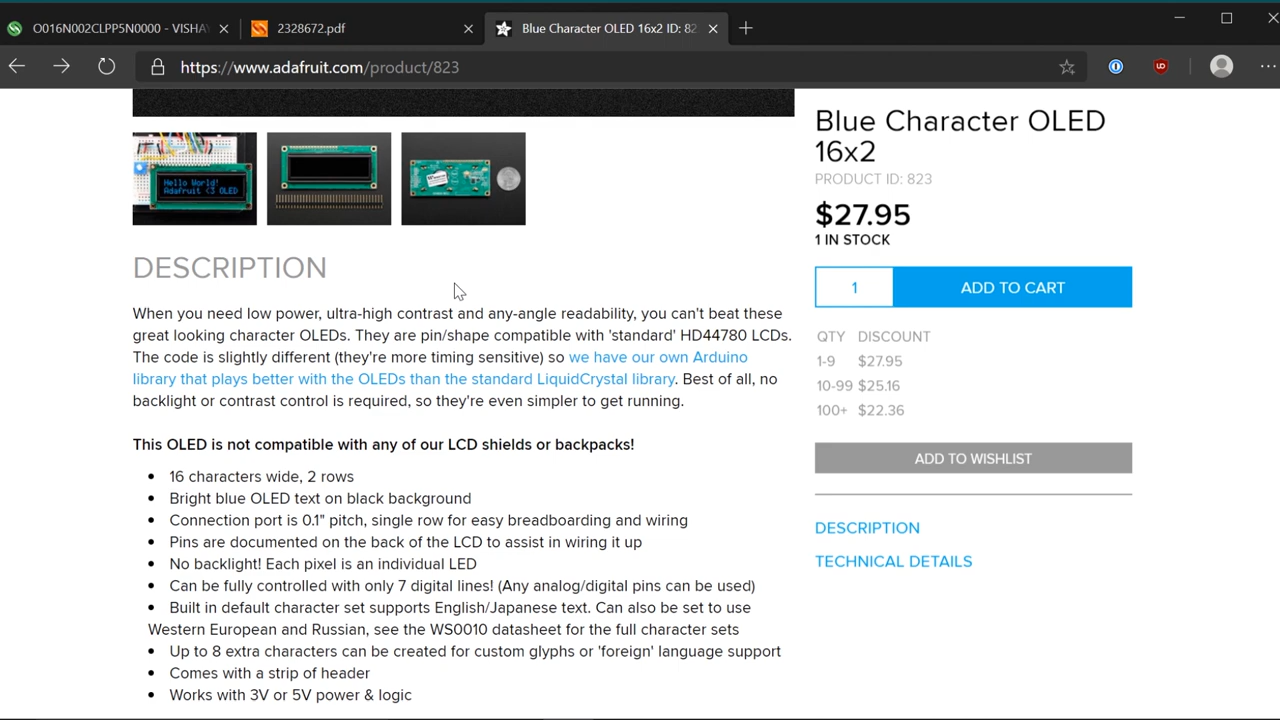 O016N002CLPP5N0000 - VISHA
2328672.pdf
Blue Character OLED 16x2 ID: 82
https://www.adafruit.com/product/823
Hello World!
Adafruit <3 OLED
Blue Character OLED
16x2
PRODUCT ID: 823
$27.95
1 IN STOCK
1
ADD TO CART
QTY DISCOUNT
1-9 $27.95
10-99 $25.16
100+ $22.36
ADD TO WISHLIST
DESCRIPTION
TECHNICAL DETAILS
DESCRIPTION
When you need low power, ultra-high contrast and any-angle readability, you can't beat these
great looking character OLEDs. They are pin/shape compatible with 'standard' HD44780 LCDs.
The code is slightly different (they're more timing sensitive) so we have our own Arduino
library that plays better with the OLEDs than the standard LiquidCrystal library. Best of all, no
backlight or contrast control is required, so they're even simpler to get running.
This OLED is not compatible with any of our LCD shields or backpacks!
• 16 characters wide, 2 rows
• Bright blue OLED text on black background
• Connection port is 0.1" pitch, single row for easy breadboarding and wiring
• Pins are documented on the back of the LCD to assist in wiring it up
• No backlight! Each pixel is an individual LED
• Can be fully controlled with only 7 digital lines! (Any analog/digital pins can be used)
• Built in default character set supports English/Japanese text. Can also be set to use
Western European and Russian, see the WS0010 datasheet for the full character sets
• Up to 8 extra characters can be created for custom glyphs or 'foreign' language support
• Comes with a strip of header
• Works with 3V or 5V power & logic